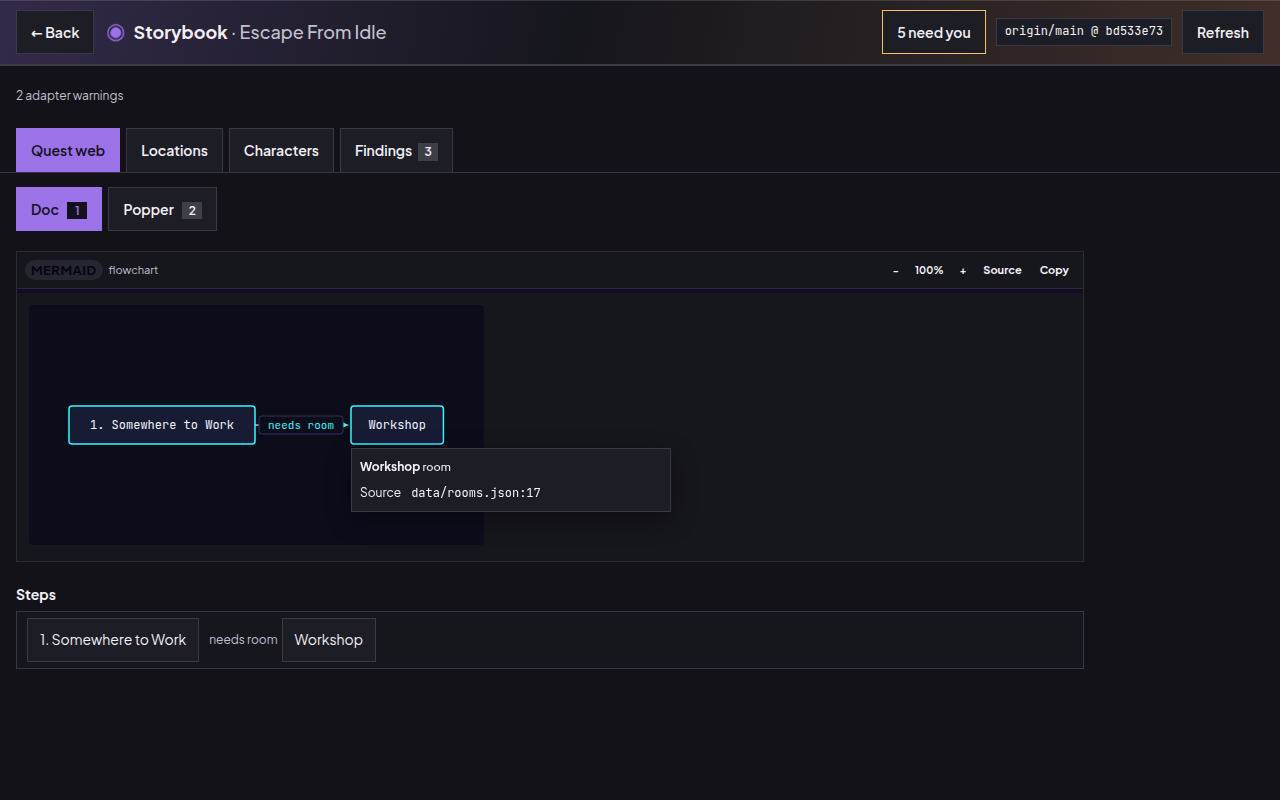 ← Back
Storybook · Escape From Idle
5 need you
origin/main @ bd533e73
Refresh
2 adapter warnings
Quest web
Locations
Characters
Findings 3
Doc 1
Popper 2
MERMAID flowchart
- 100% + Source Copy
1. Somewhere to Work
needs room
Workshop
Workshop room
Source data/rooms.json:17
Steps
1. Somewhere to Work needs room Workshop